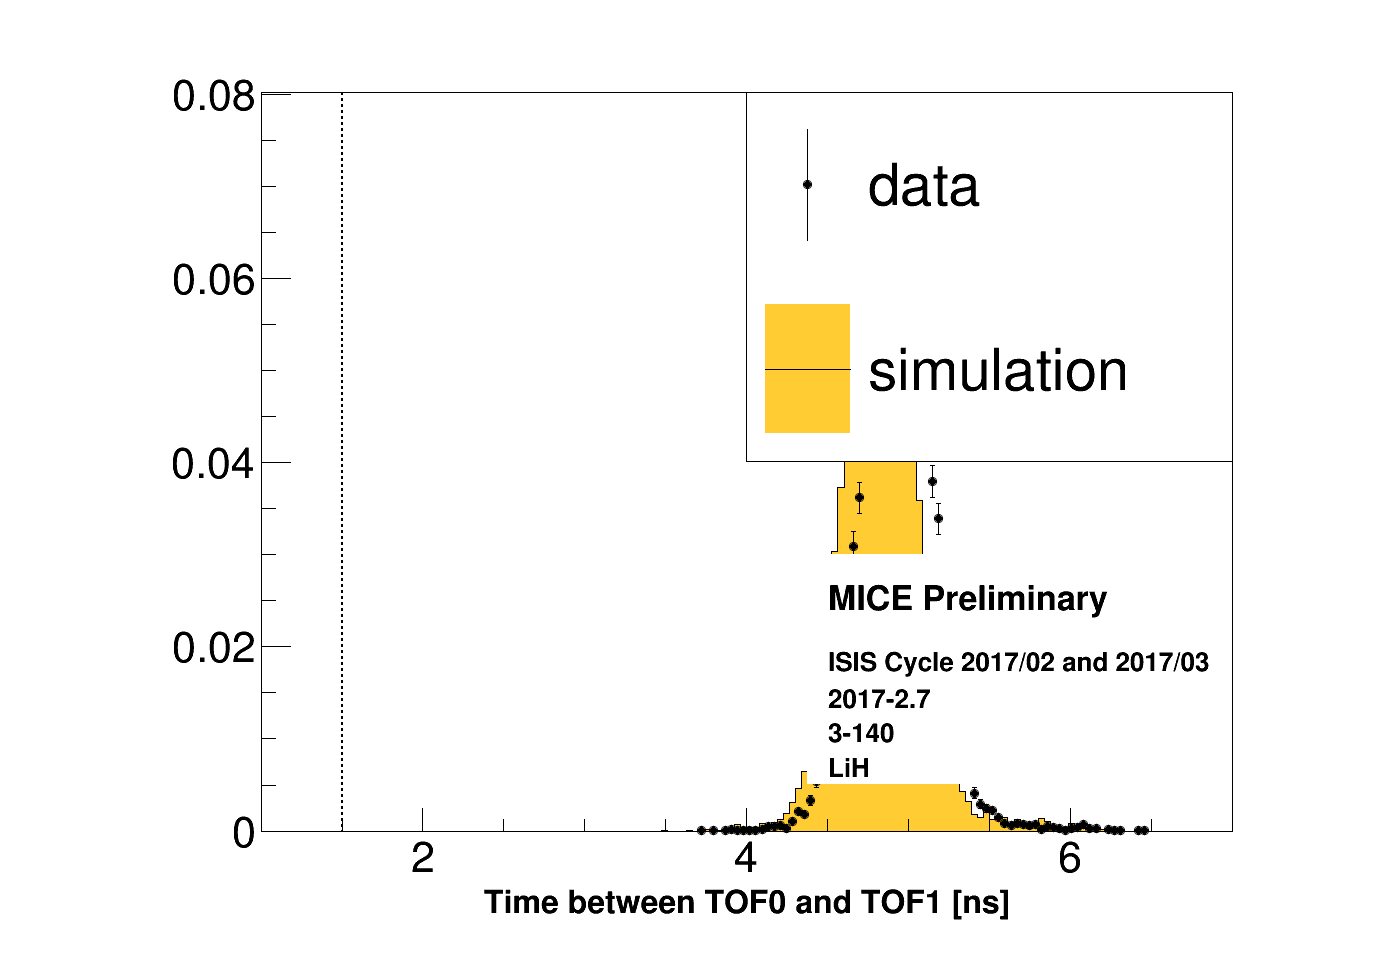 0.08
data
0.06
simulation
0.04
MICE Preliminary
0.02
ISIS Cycle 2017/02 and 2017/03
2017-2.7
3-140
LiH
0
2 4 6
Time between TOF0 and TOF1 [ns]